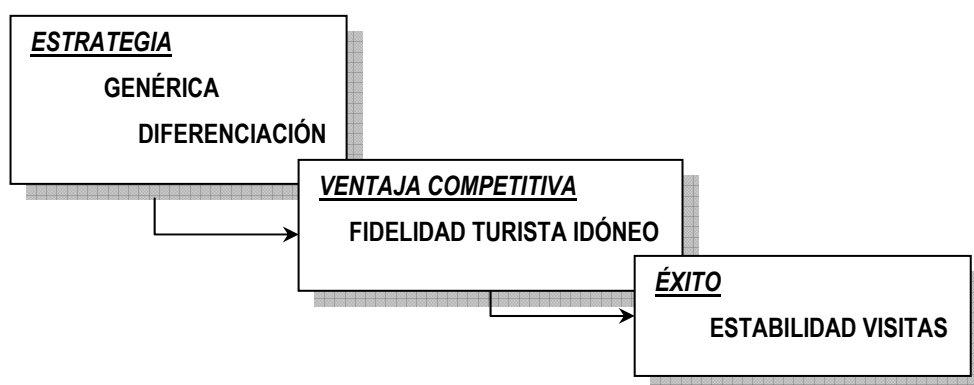 ESTRATEGIA
GENÉRICA
DIFERENCIACIÓN
VENTAJA COMPETITIVA
FIDELIDAD TURISTA IDÓNEO
ÉXITO
ESTABILIDAD VISITAS